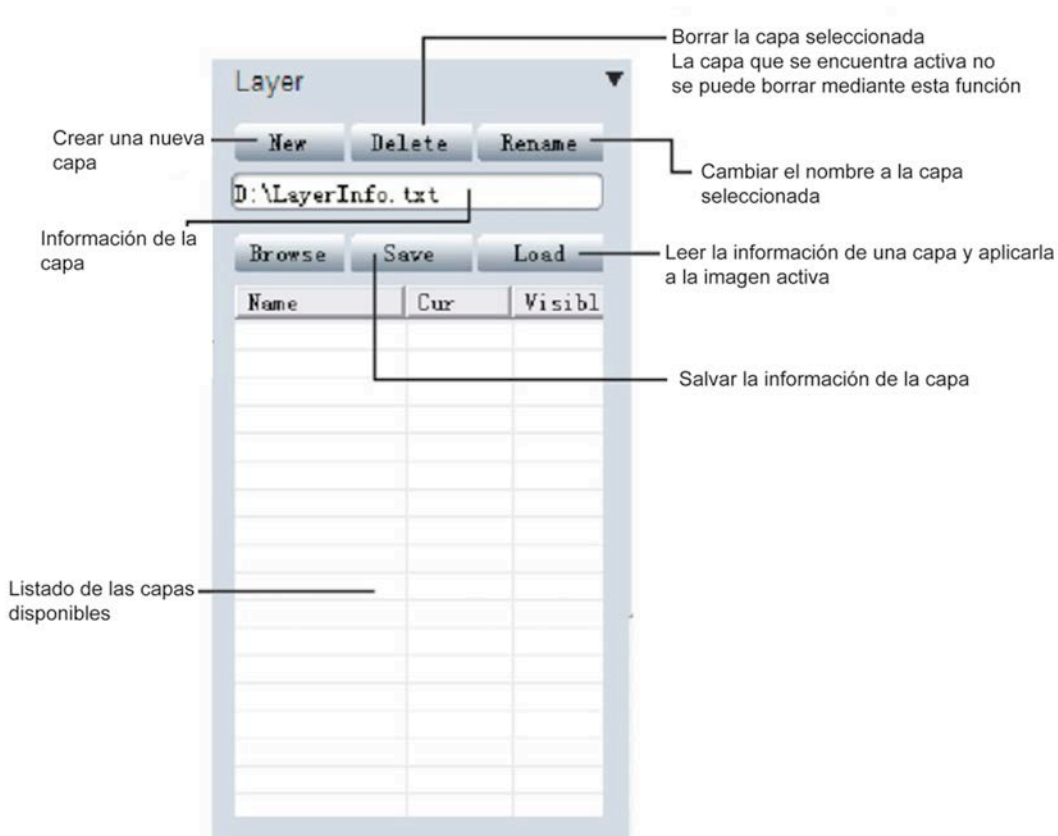 Borrar la capa seleccionada
La capa que se encuentra activa no
se puede borrar mediante esta función
Layer
Crear una nueva
capa
New
Delete
Rename
Cambiar el nombre a la capa
seleccionada
D:\LayerInfo.txt
Información de la
capa
Browse
Save
Load
Leer la información de una capa y aplicarla
a la imagen activa
Name
Cur
Visibl
Salvar la información de la capa
Listado de las capas
disponibles